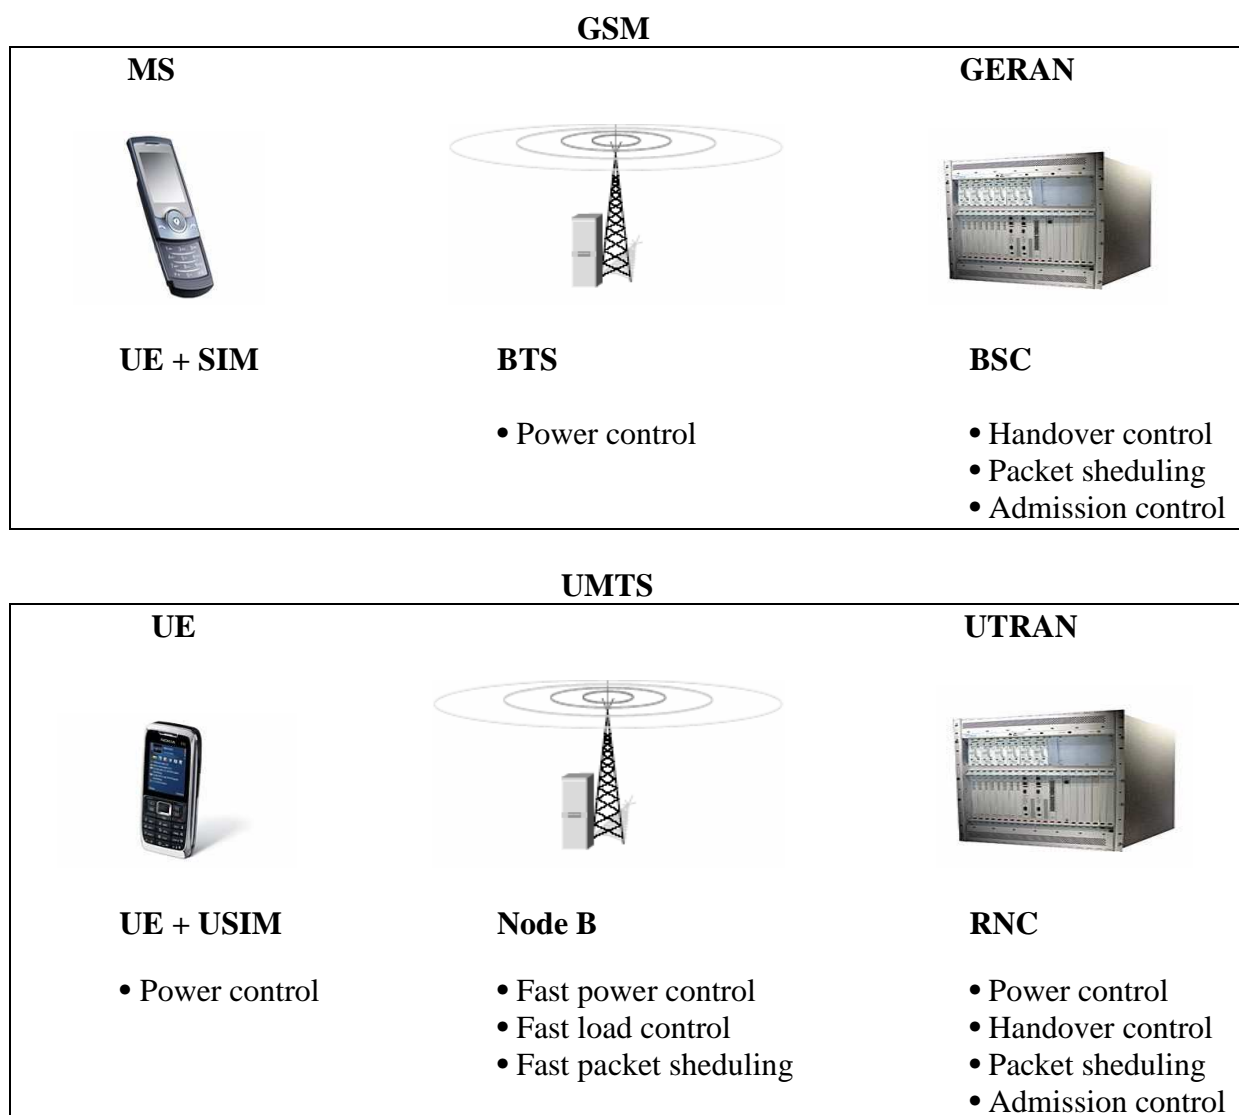 GSM
MS GERAN
UE + SIM BTS BSC
• Power control • Handover control
• Packet sheduling
• Admission control
UMTS
UE UTRAN
UE + USIM Node B RNC
• Power control • Fast power control • Power control
• Fast load control • Handover control
• Fast packet sheduling • Packet sheduling
• Admission control